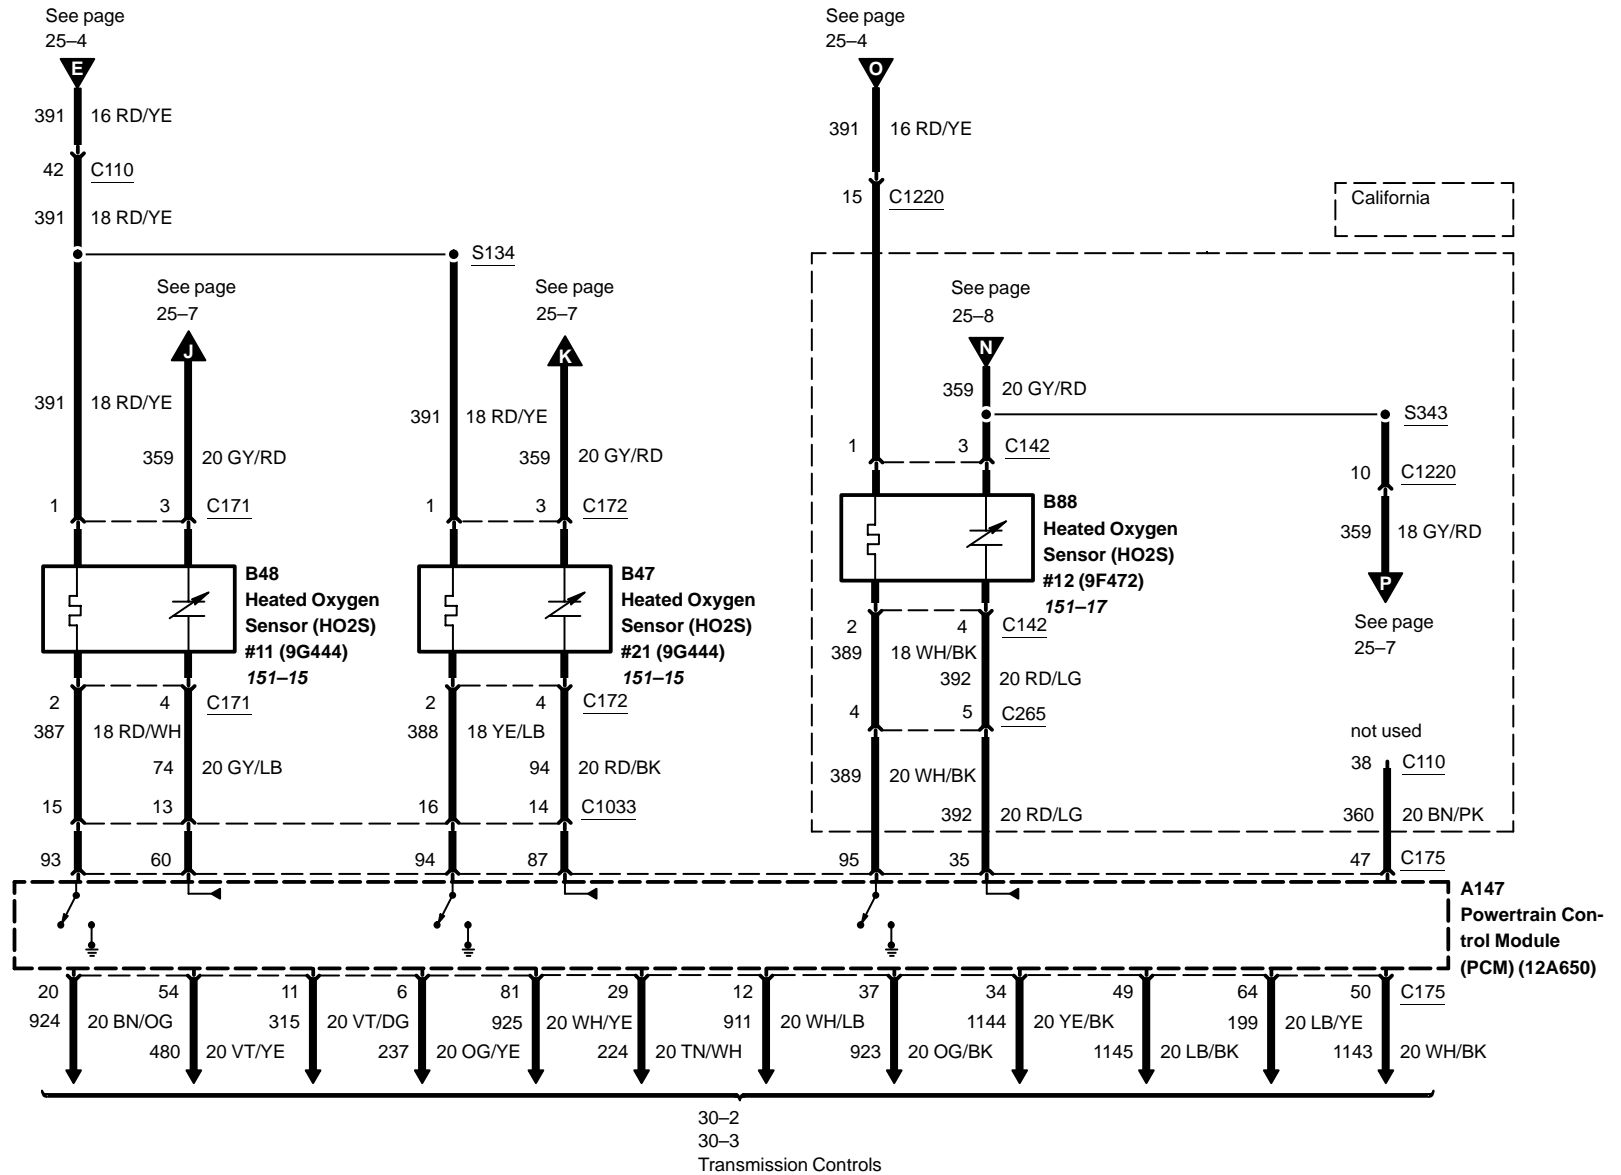 See page
25–4
E
391 16 RD/YE
42 C110
391 18 RD/YE
S134
See page
25–7
J
See page
25–7
K
391 18 RD/YE
391 18 RD/YE
359 20 GY/RD
359 20 GY/RD
1 3 C171
1 3 C172
B48
Heated Oxygen
Sensor (HO2S)
#11 (9G444)
151–15
B47
Heated Oxygen
Sensor (HO2S)
#21 (9G444)
151–15
2 4 C171
2 4 C172
387 18 RD/WH
388 18 YE/LB
74 20 GY/LB
94 20 RD/BK
15 13 16 14 C1033
See page
25–4
O
391 16 RD/YE
15 C1220
California
See page
25–8
N
359 20 GY/RD
S343
1 3 C142
10 C1220
359 18 GY/RD
P
See page
25–7
B88
Heated Oxygen
Sensor (HO2S)
#12 (9F472)
151–17
2 4 C142
389 18 WH/BK
392 20 RD/LG
4 5 C265
not used
38 C110
389 20 WH/BK
392 20 RD/LG
360 20 BN/PK
93 60 94 87 95 35 47 C175
A147
Powertrain Con-
trol Module
(PCM) (12A650)
20 54 11 6 81 29 12 37 34 49 64 50 C175
924 20 BN/OG 315 20 VT/DG 925 20 WH/YE 911 20 WH/LB 1144 20 YE/BK 199 20 LB/YE
480 20 VT/YE 237 20 OG/YE 224 20 TN/WH 923 20 OG/BK 1145 20 LB/BK 1143 20 WH/BK
30–2
30–3
Transmission Controls